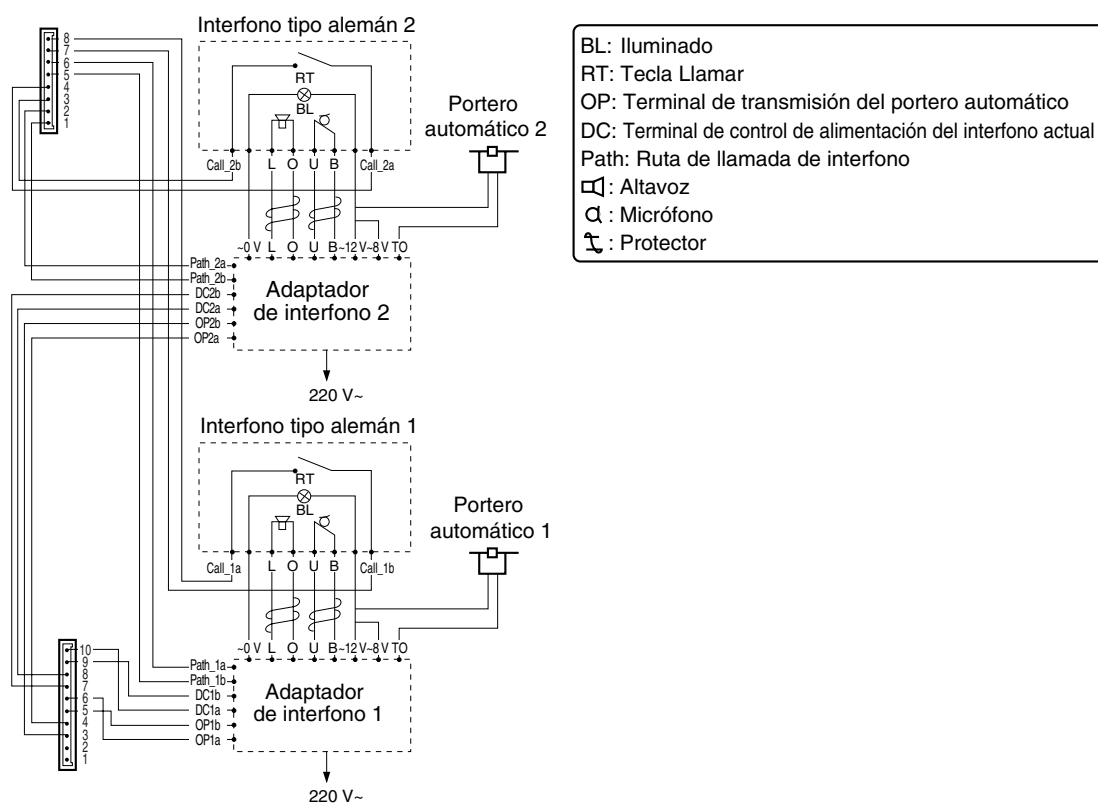 Interfono tipo alemán 2
8
7
6
5
4
3
2
1
RT
BL
Call_2b L O U B Call_2a
Portero
automático 2
~0 V L O U B ~12 V ~8 V TO
Path_2a
Path_2b
DC2b
DC2a
OP2b
OP2a
Adaptador
de interfono 2
220 V~
Interfono tipo alemán 1
RT
BL
Call_1a L O U B Call_1b
Portero
automático 1
~0 V L O U B ~12 V ~8 V TO
10
9
8
7
6
5
4
3
2
1
Path_1a
Path_1b
DC1b
DC1a
OP1b
OP1a
Adaptador
de interfono 1
220 V~
BL: Iluminado
RT: Tecla Llamar
OP: Terminal de transmisión del portero automático
DC: Terminal de control de alimentación del interfono actual
Path: Ruta de llamada de interfono
: Altavoz
: Micrófono
: Protector